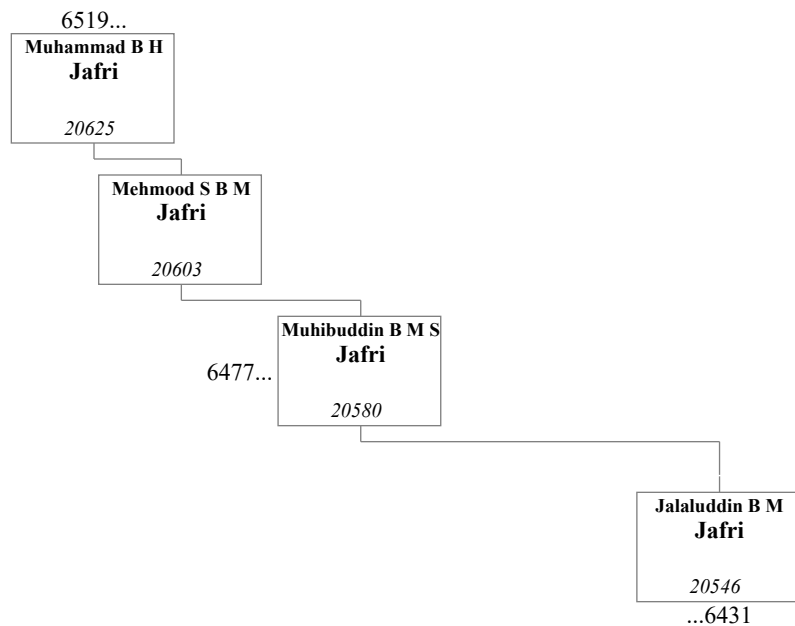 6519...
Muhammad B H
Jafri
20625
Mehmood S B M
Jafri
20603
Muhibuddin B M S
Jafri
6477...
20580
Jalaluddin B M
Jafri
20546
...6431